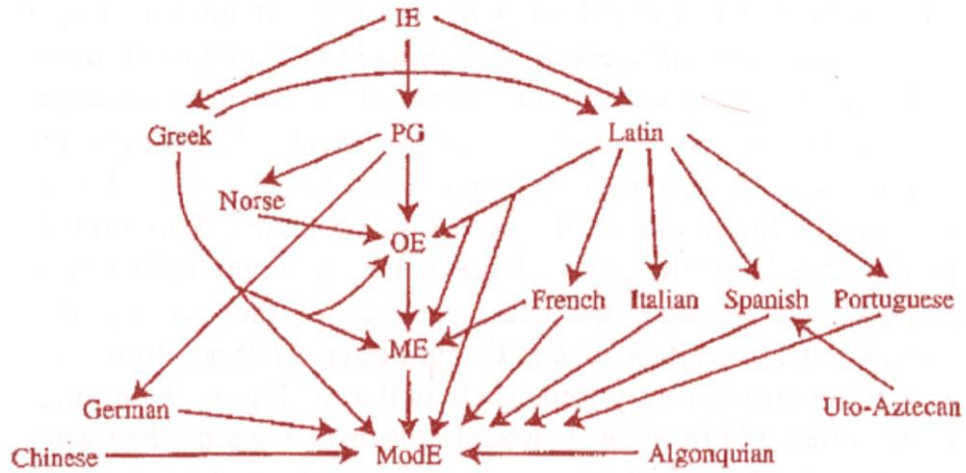 IE
Greek PG Latin
Norse
OE
French Italian Spanish Portuguese
ME
German Uto-Aztecan
Chinese ModE Algonquian